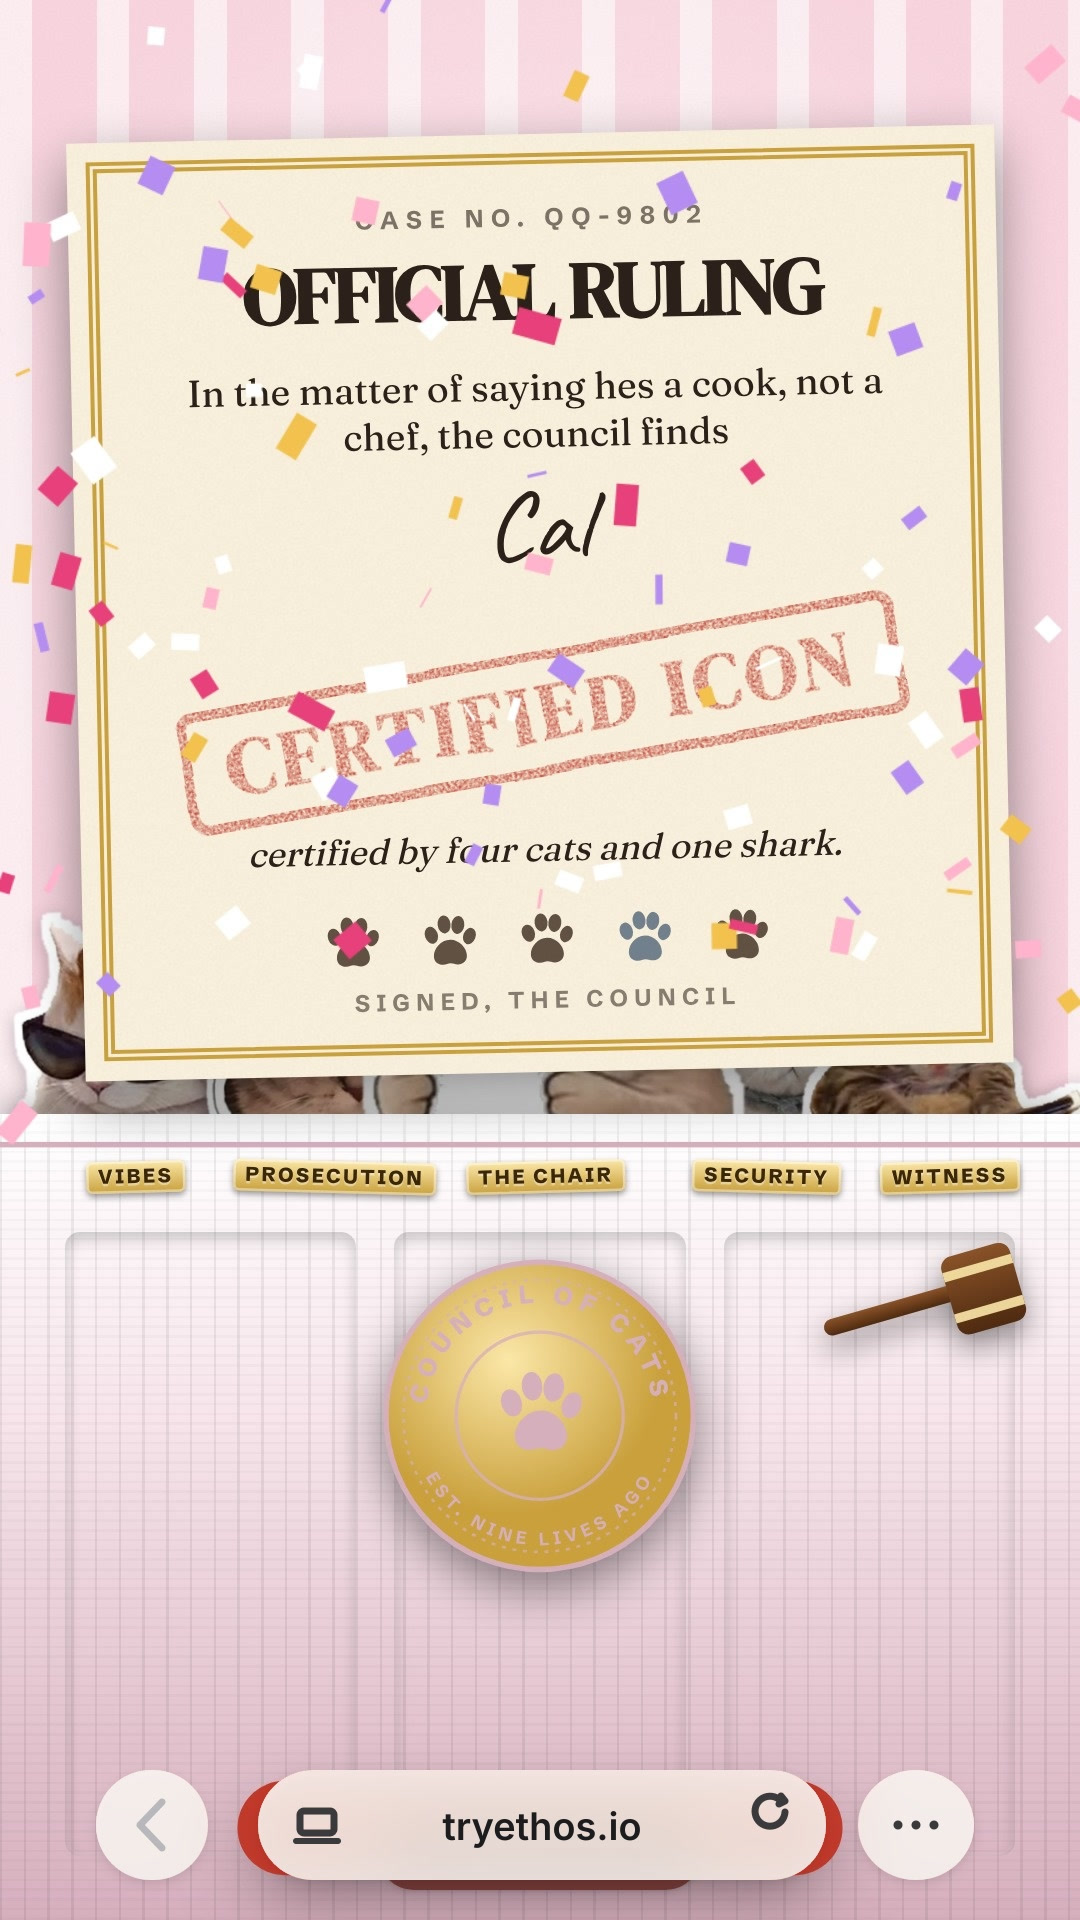 CASE NO. QQ-9802
OFFICIAL RULING
In the matter of saying hes a cook, not a
chef, the council finds
Cal
CERTIFIED ICON
certified by four cats and one shark.
SIGNED, THE COUNCIL
VIBES
PROSECUTION
THE CHAIR
SECURITY
WITNESS
COUNCIL OF CATS
EST. NINE LIVES AGO
tryethos.io